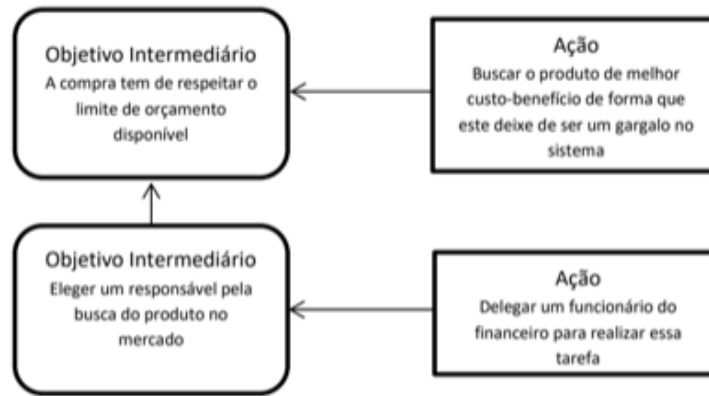 Objetivo Intermediário
A compra tem de respeitar o
limite de orçamento
disponível
Ação
Buscar o produto de melhor
custo-benefício de forma que
este deixe de ser um gargalo no
sistema
Objetivo Intermediário
Eleger um responsável pela
busca do produto no
mercado
Ação
Delegar um funcionário do
financeiro para realizar essa
tarefa